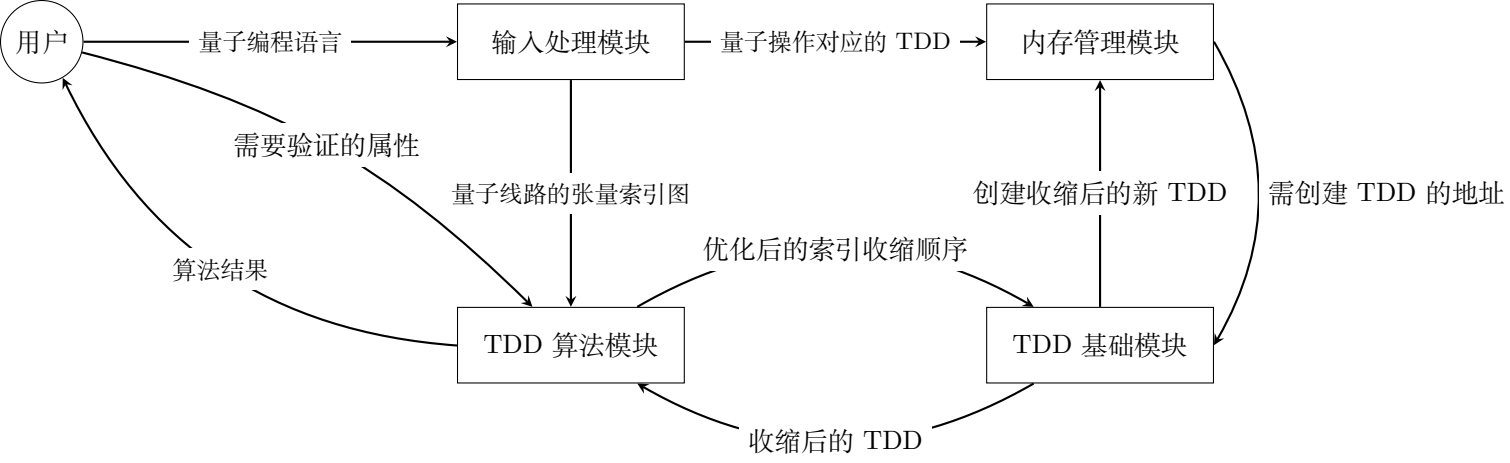 用户
量子编程语言
输入处理模块
量子操作对应的 TDD
内存管理模块
需要验证的属性
量子线路的张量索引图
创建收缩后的新 TDD
需创建 TDD 的地址
优化后的索引收缩顺序
算法结果
TDD 算法模块
TDD 基础模块
收缩后的 TDD